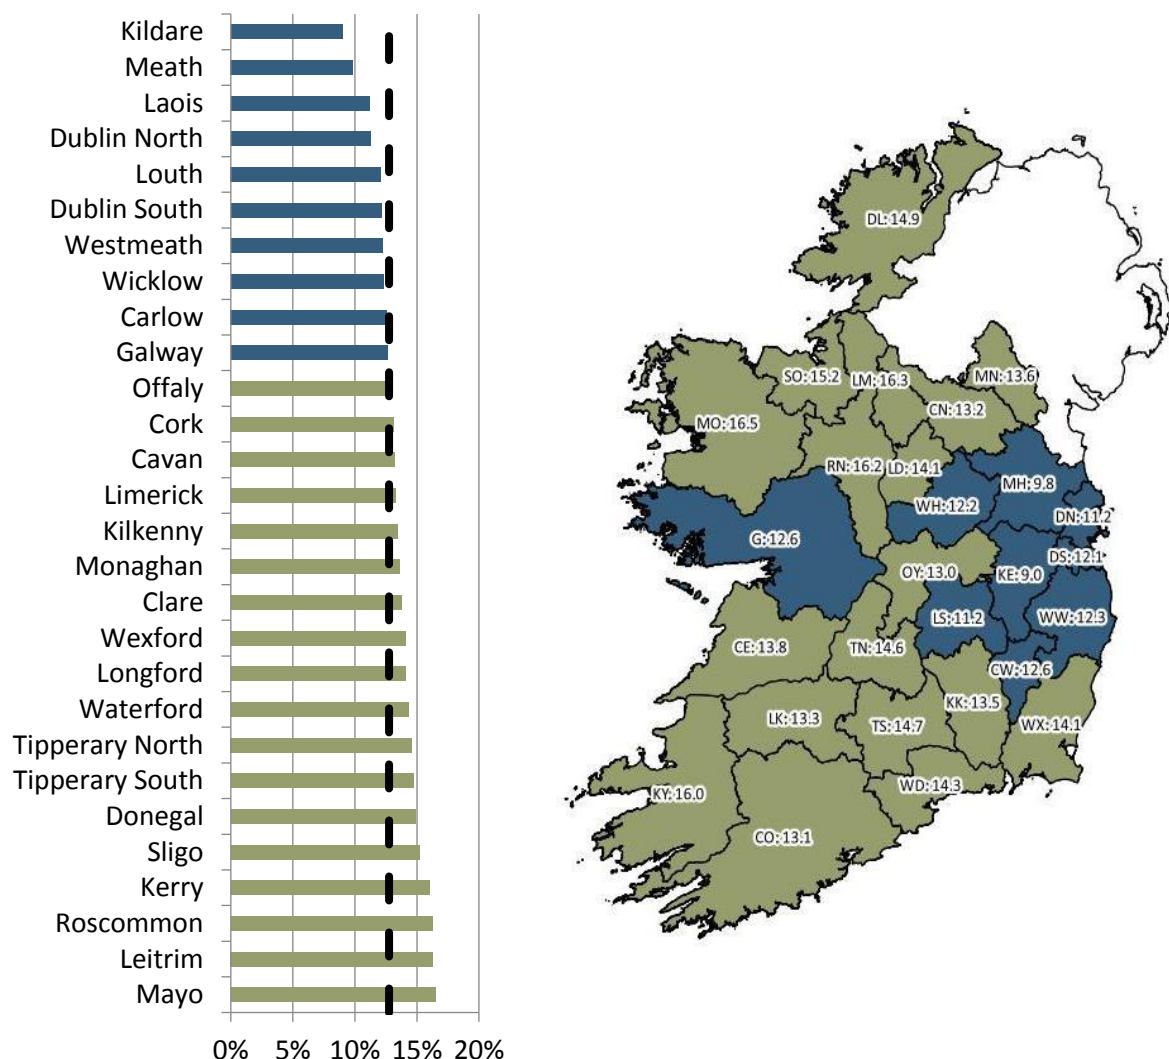 Kildare
Meath
Laois
Dublin North
Louth
Dublin South
Westmeath
Wicklow
Carlow
Galway
Offaly
Cork
Cavan
Limerick
Kilkenny
Monaghan
Clare
Wexford
Longford
Waterford
Tipperary North
Tipperary South
Donegal
Sligo
Kerry
Roscommon
Leitrim
Mayo
0% 5% 10% 15% 20%
DL: 14.9
SO: 15.2
LM: 16.3
MN: 13.6
CN: 13.2
MO: 16.5
RN: 16.2
LD: 14.1
MH: 9.8
WH: 12.2
DN: 11.2
G: 12.6
DS: 12.1
OY: 13.0
KE: 9.0
LS: 11.2
WW: 12.3
CE: 13.8
TN: 14.6
CW: 12.6
KK: 13.5
LK: 13.3
TS: 14.7
WX: 14.1
WD: 14.3
KY: 16.0
CO: 13.1